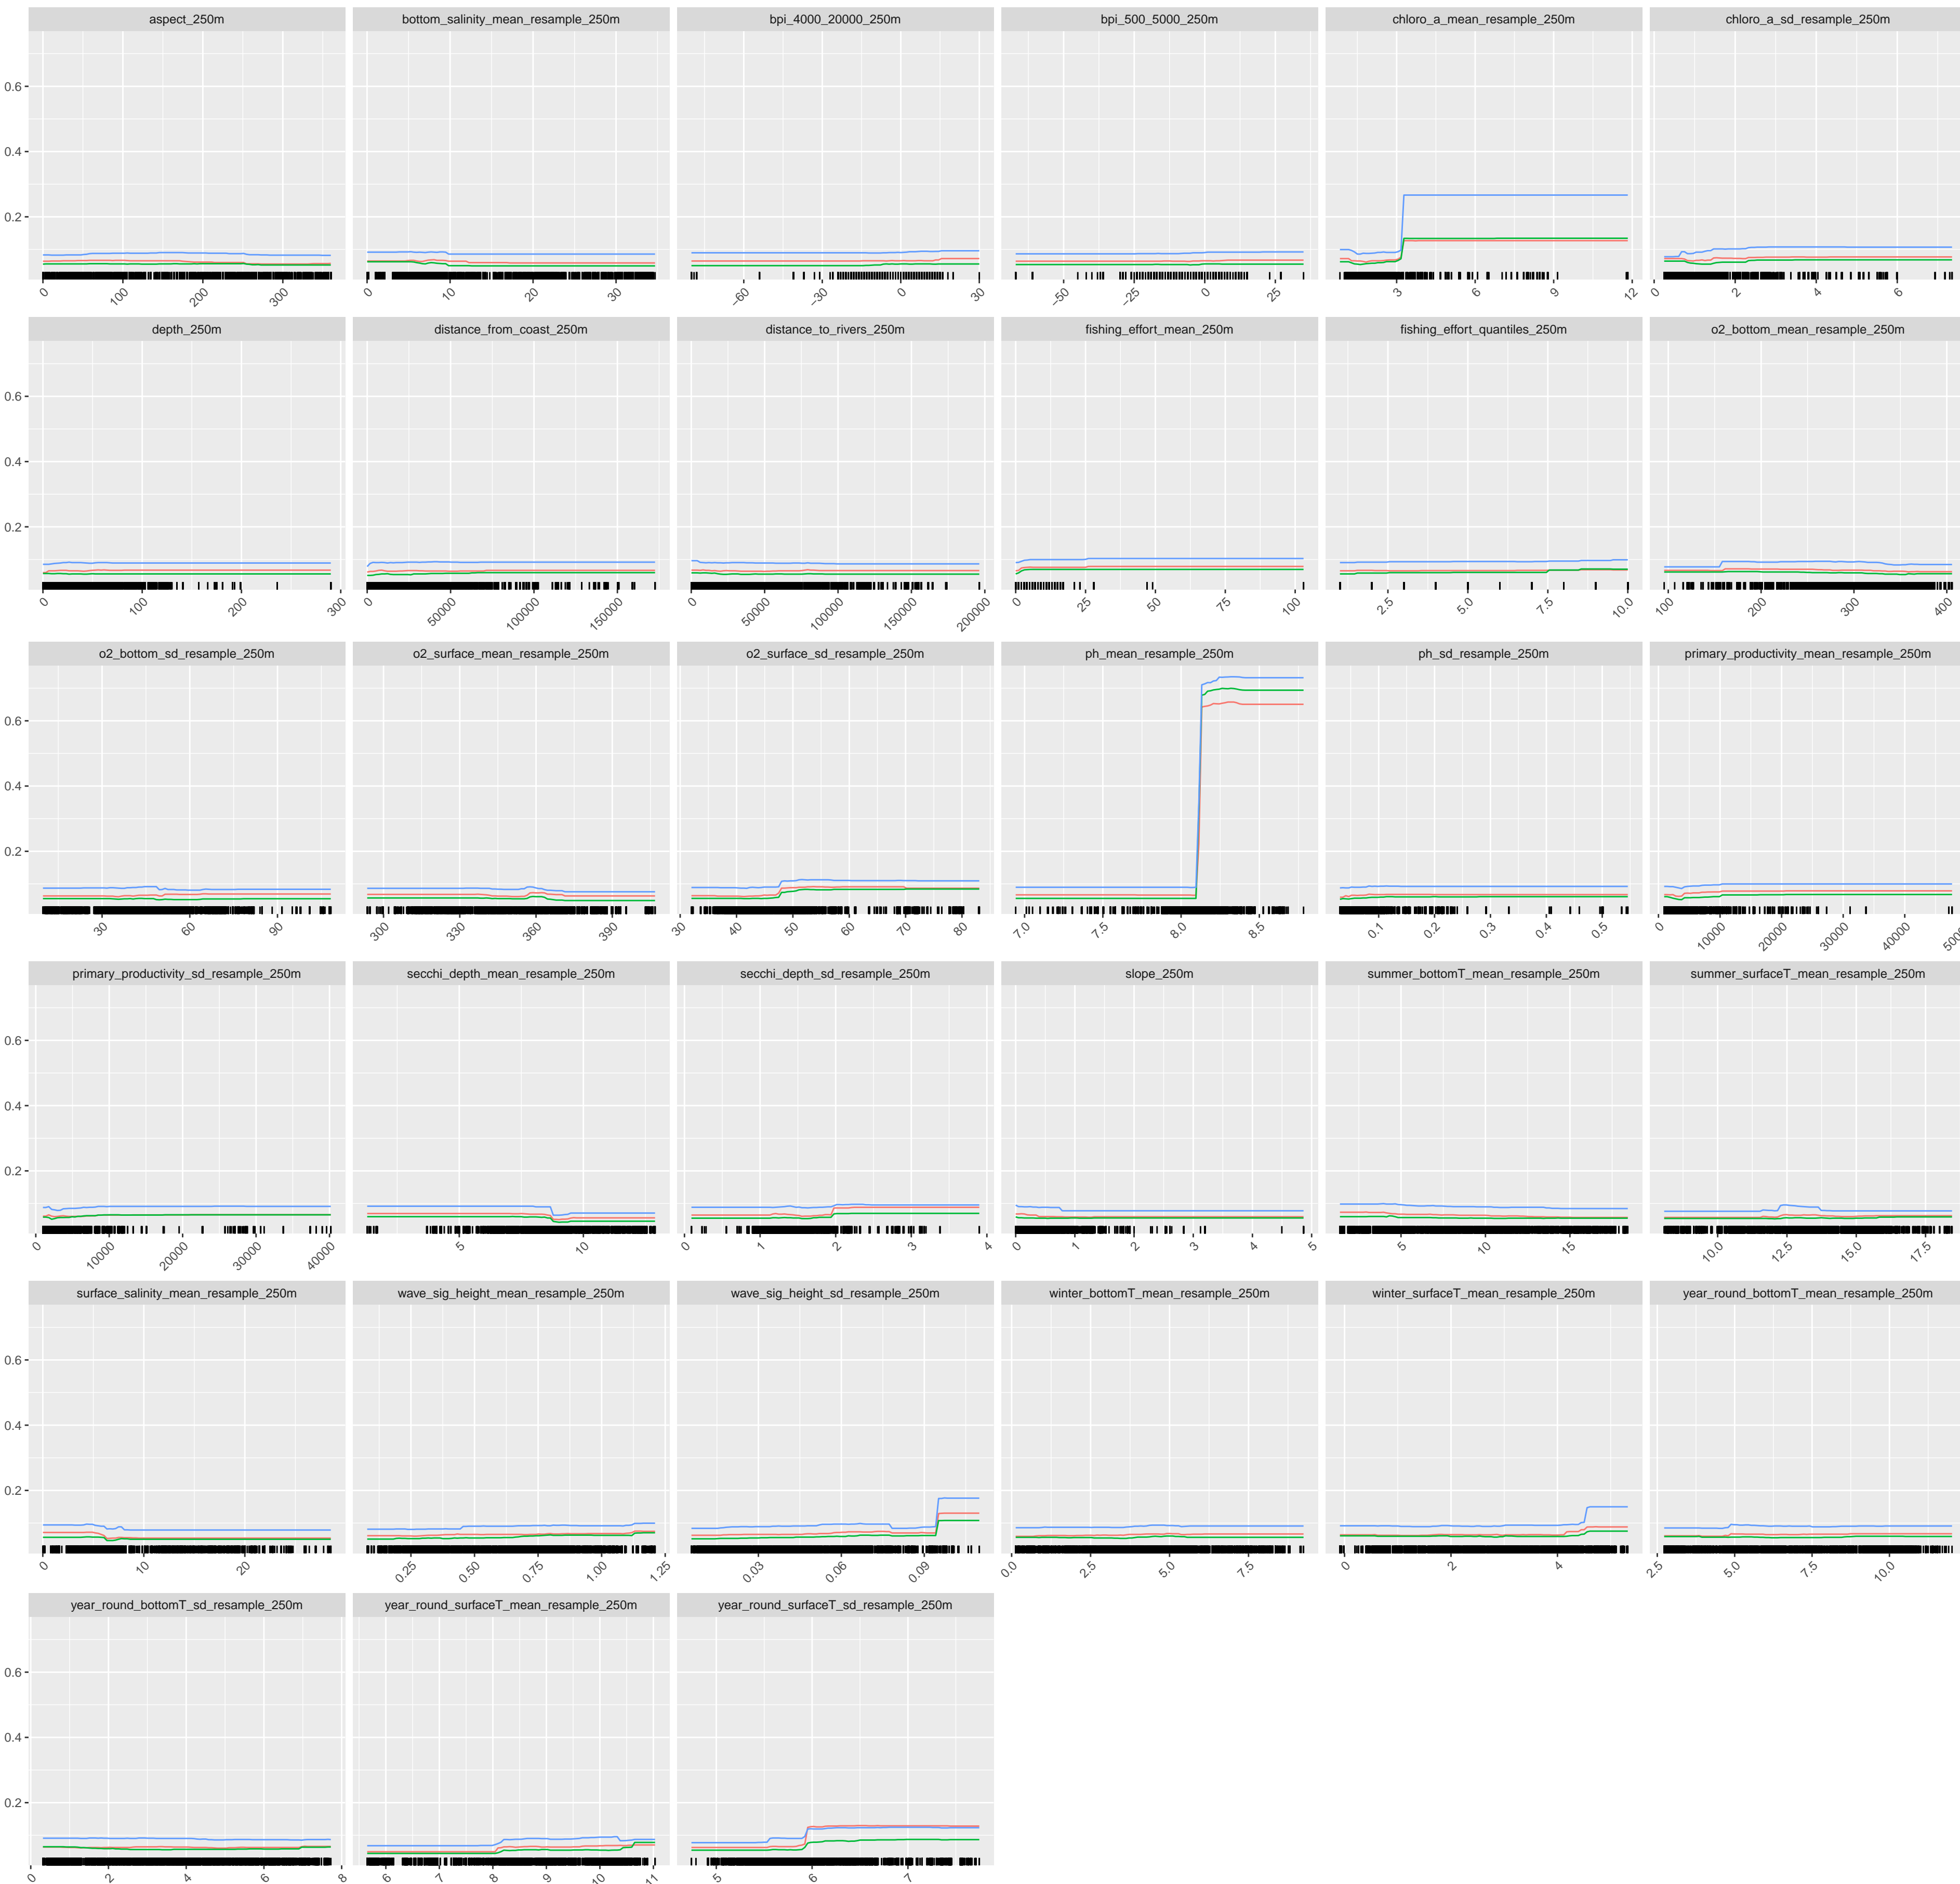 aspect_250m bottom_salinity_mean_resample_250m bpi_4000_20000_250m bpi_500_5000_250m chloro_a_mean_resample_250m chloro_a_sd_resample_250m
0.6
0.4
0.2
0 100 200 300 0 10 20 30 −60 −30 0 30 −50 −25 0 25 3 6 9 12 0 2 4 6
depth_250m distance_from_coast_250m distance_to_rivers_250m fishing_effort_mean_250m fishing_effort_quantiles_250m o2_bottom_mean_resample_250m
0.6
0.4
0.2
0 100 200 300 0 50000 100000 150000 0 50000 100000 150000 200000 0 25 50 75 100 2.5 5.0 7.5 10.0 100 200 300 400
o2_bottom_sd_resample_250m o2_surface_mean_resample_250m o2_surface_sd_resample_250m ph_mean_resample_250m ph_sd_resample_250m primary_productivity_mean_resample_250m
0.6
0.4
0.2
30 60 90 300 330 360 390 30 40 50 60 70 80 7.0 7.5 8.0 8.5 0.1 0.2 0.3 0.4 0.5 0 10000 20000 30000 40000
primary_productivity_sd_resample_250m secchi_depth_mean_resample_250m secchi_depth_sd_resample_250m slope_250m summer_bottomT_mean_resample_250m summer_surfaceT_mean_resample_250m
0.6
0.4
0.2
0 10000 20000 30000 40000 5 10 0 1 2 3 4 0 1 2 3 4 5 5 10 15 10.0 12.5 15.0 17.5
surface_salinity_mean_resample_250m wave_sig_height_mean_resample_250m wave_sig_height_sd_resample_250m winter_bottomT_mean_resample_250m winter_surfaceT_mean_resample_250m year_round_bottomT_mean_resample_250m
0.6
0.4
0.2
0 10 20 0.25 0.50 0.75 1.00 1.25 0.03 0.06 0.09 0.0 2.5 5.0 7.5 0 2 4 2.5 5.0 7.5 10.0
year_round_bottomT_sd_resample_250m year_round_surfaceT_mean_resample_250m year_round_surfaceT_sd_resample_250m
0.6
0.4
0.2
0 2 4 6 8 6 7 8 9 10 11 5 6 7